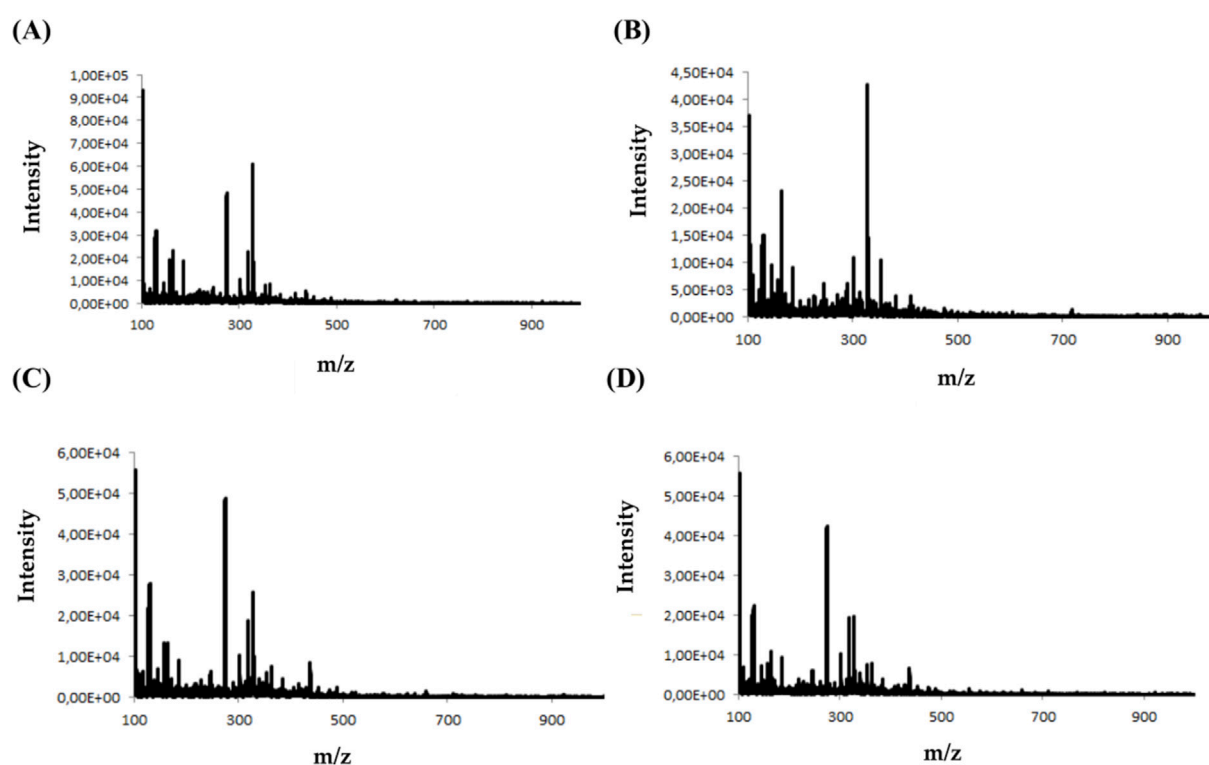 (A)
1,00E+05
9,00E+04
8,00E+04
7,00E+04
6,00E+04
5,00E+04
4,00E+04
3,00E+04
2,00E+04
1,00E+04
0,00E+00
Intensity
100 300 500 700 900
m/z
(B)
4,50E+04
4,00E+04
3,50E+04
3,00E+04
2,50E+04
2,00E+04
1,50E+04
1,00E+04
5,00E+03
0,00E+00
Intensity
100 300 500 700 900
m/z
(C)
6,00E+04
5,00E+04
4,00E+04
3,00E+04
2,00E+04
1,00E+04
0,00E+00
Intensity
100 300 500 700 900
m/z
(D)
6,00E+04
5,00E+04
4,00E+04
3,00E+04
2,00E+04
1,00E+04
0,00E+00
Intensity
100 300 500 700 900
m/z